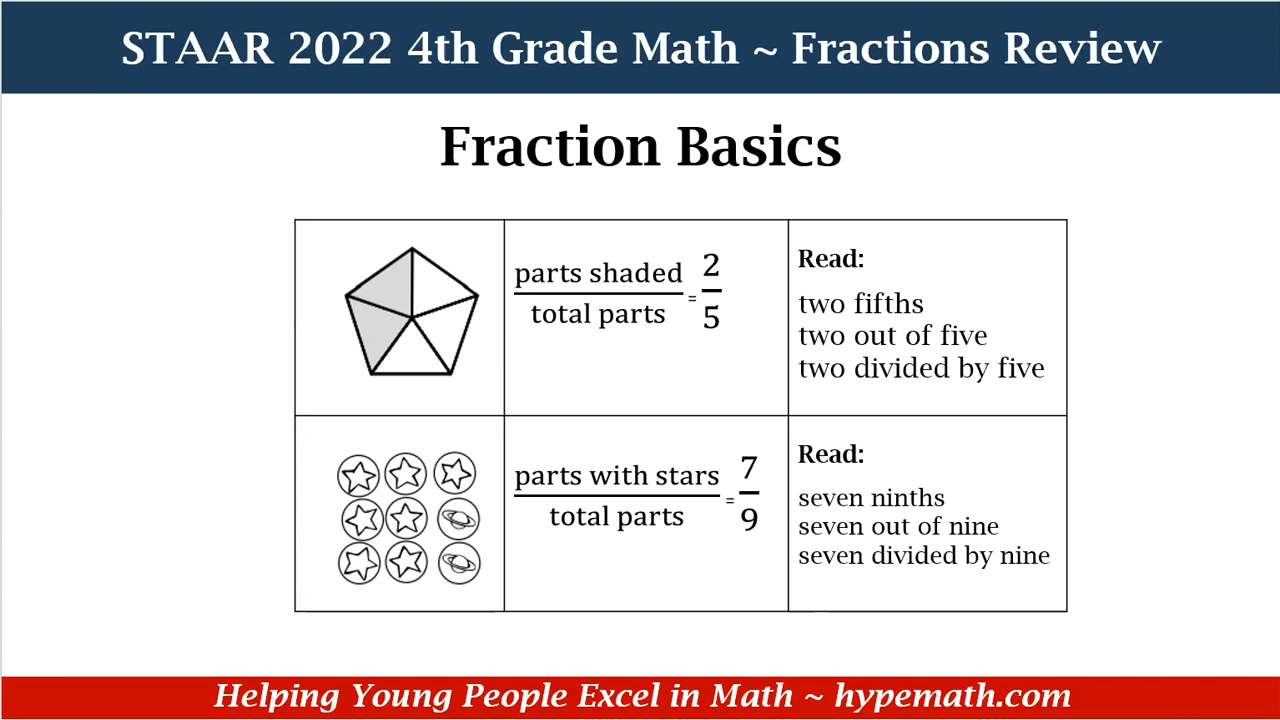 STAAR 2022 4th Grade Math ~ Fractions Review
Fraction Basics
parts shaded
total parts
=
2
5
Read:
two fifths
two out of five
two divided by five
parts with stars
total parts
=
7
9
Read:
seven ninths
seven out of nine
seven divided by nine
Helping Young People Excel in Math ~ hypemath.com